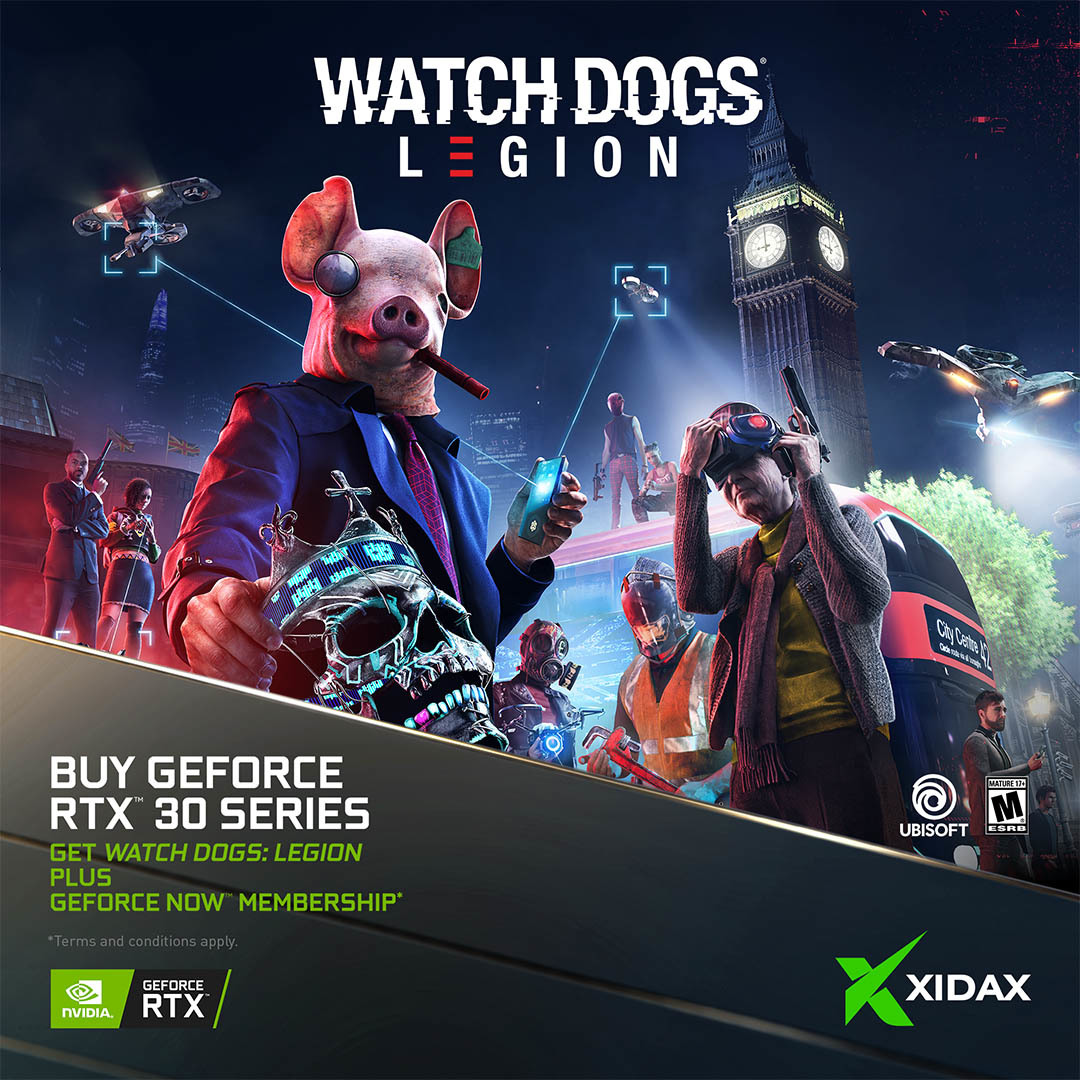 WATCH DOGS®
LEGION
City Centre
BUY GEFORCE
RTX™ 30 SERIES
GET WATCH DOGS: LEGION
PLUS
GEFORCE NOW™ MEMBERSHIP*
*Terms and conditions apply.
NVIDIA.
GEFORCE
RTX™
UBISOFT
MATURE 17+
M
ESRB
XIDAX